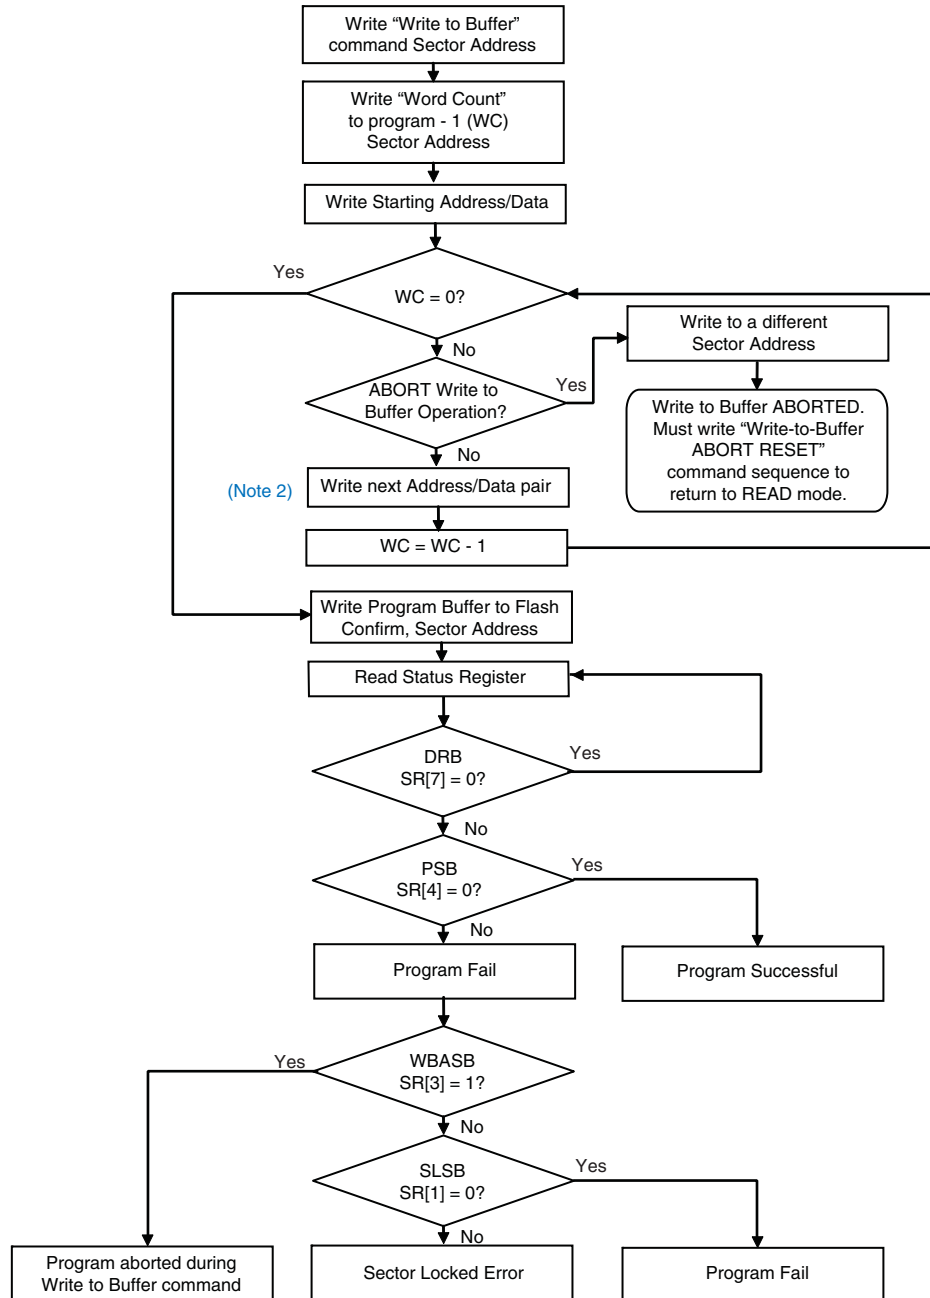 Write “Write to Buffer”
command Sector Address
Write “Word Count”
to program - 1 (WC)
Sector Address
Write Starting Address/Data
Yes
WC = 0?
No
Write to a different
Sector Address
ABORT Write to
Buffer Operation?
Yes
Write to Buffer ABORTED.
Must write “Write-to-Buffer
ABORT RESET”
command sequence to
return to READ mode.
No
(Note 2)
Write next Address/Data pair
WC = WC - 1
Write Program Buffer to Flash
Confirm, Sector Address
Read Status Register
DRB
SR[7] = 0?
Yes
No
PSB
SR[4] = 0?
Yes
No
Program Fail
Program Successful
WBASB
SR[3] = 1?
Yes
No
SLSB
SR[1] = 0?
Yes
No
Program aborted during
Write to Buffer command
Sector Locked Error
Program Fail